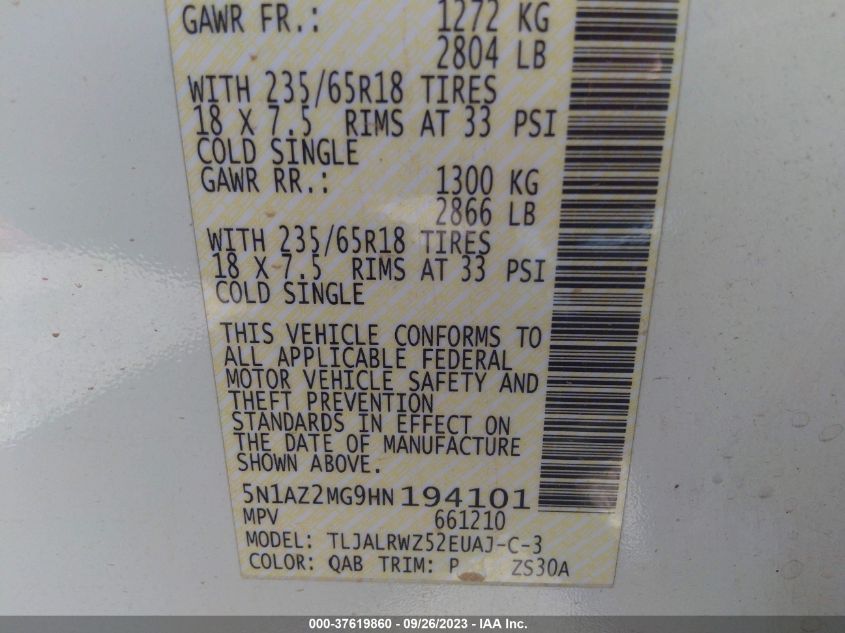 GAWR FR.: 1272 KG
2804 LB
WITH 235/65R18 TIRES
18 X 7.5 RIMS AT 33 PSI
COLD SINGLE
GAWR RR.: 1300 KG
2866 LB
WITH 235/65R18 TIRES
18 X 7.5 RIMS AT 33 PSI
COLD SINGLE
THIS VEHICLE CONFORMS TO
ALL APPLICABLE FEDERAL
MOTOR VEHICLE SAFETY AND
THEFT PREVENTION
STANDARDS IN EFFECT ON
THE DATE OF MANUFACTURE
SHOWN ABOVE.
5N1AZ2MG9HN194101
MPV 661210
MODEL: TLJALRWZ52EUAJ-C-3
COLOR: QAB TRIM: P ZS30A
000-37619860 — 09/26/2023 — IAA Inc.